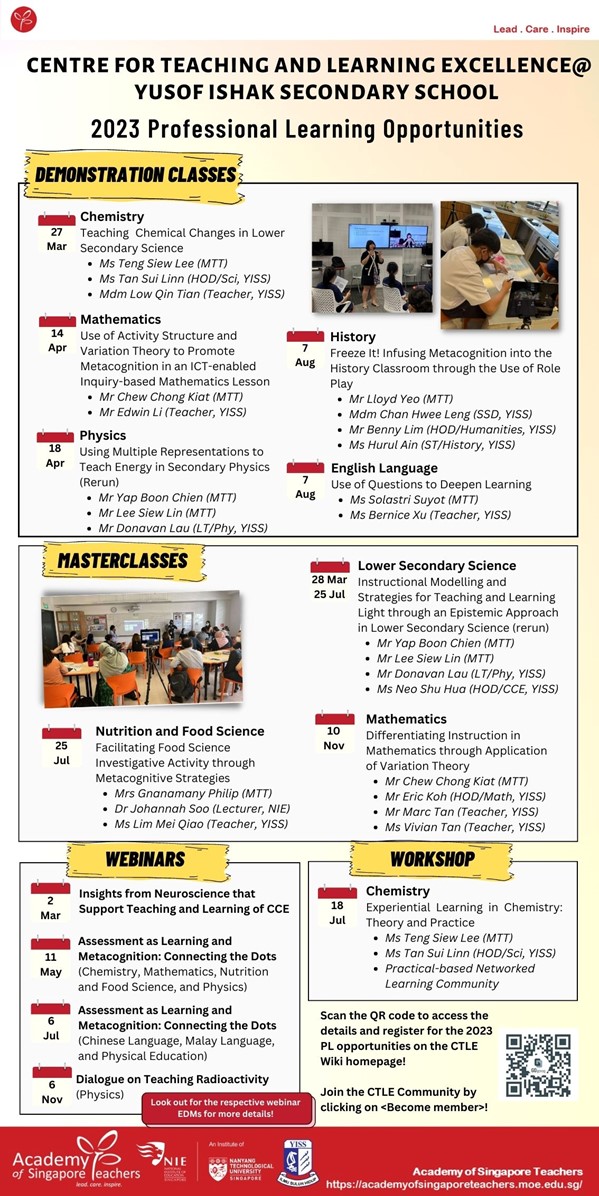 Lead . Care . Inspire
CENTRE FOR TEACHING AND LEARNING EXCELLENCE@
YUSOF ISHAK SECONDARY SCHOOL
2023 Professional Learning Opportunities
DEMONSTRATION CLASSES
27
Mar
Chemistry
Teaching Chemical Changes in Lower
Secondary Science
• Ms Teng Siew Lee (MTT)
• Ms Tan Sui Linn (HOD/Sci, YISS)
• Mdm Low Qin Tian (Teacher, YISS)
14
Apr
Mathematics
Use of Activity Structure and
Variation Theory to Promote
Metacognition in an ICT-enabled
Inquiry-based Mathematics Lesson
• Mr Chew Chong Kiat (MTT)
• Mr Edwin Li (Teacher, YISS)
18
Apr
Physics
Using Multiple Representations to
Teach Energy in Secondary Physics
(Rerun)
• Mr Yap Boon Chien (MTT)
• Mr Lee Siew Lin (MTT)
• Mr Donavan Lau (LT/Phy, YISS)
7
Aug
History
Freeze It! Infusing Metacognition into the
History Classroom through the Use of Role
Play
• Mr Lloyd Yeo (MTT)
• Mdm Chan Hwee Leng (SSD, YISS)
• Mr Benny Lim (HOD/Humanities, YISS)
• Ms Hurul Ain (ST/History, YISS)
7
Aug
English Language
Use of Questions to Deepen Learning
• Ms Solastri Suyot (MTT)
• Ms Bernice Xu (Teacher, YISS)
MASTERCLASSES
28 Mar
25 Jul
Lower Secondary Science
Instructional Modelling and
Strategies for Teaching and Learning
Light through an Epistemic Approach
in Lower Secondary Science (rerun)
• Mr Yap Boon Chien (MTT)
• Mr Lee Siew Lin (MTT)
• Mr Donavan Lau (LT/Phy, YISS)
• Ms Neo Shu Hua (HOD/CCE, YISS)
25
Jul
Nutrition and Food Science
Facilitating Food Science
Investigative Activity through
Metacognitive Strategies
• Mrs Gnanamany Philip (MTT)
• Dr Johannah Soo (Lecturer, NIE)
• Ms Lim Mei Qiao (Teacher, YISS)
10
Nov
Mathematics
Differentiating Instruction in
Mathematics through Application
of Variation Theory
• Mr Chew Chong Kiat (MTT)
• Mr Eric Koh (HOD/Math, YISS)
• Mr Marc Tan (Teacher, YISS)
• Ms Vivian Tan (Teacher, YISS)
WEBINARS
2
Mar
Insights from Neuroscience that
Support Teaching and Learning of CCE
11
May
Assessment as Learning and
Metacognition: Connecting the Dots
(Chemistry, Mathematics, Nutrition
and Food Science, and Physics)
6
Jul
Assessment as Learning and
Metacognition: Connecting the Dots
(Chinese Language, Malay Language,
and Physical Education)
6
Nov
Dialogue on Teaching Radioactivity
(Physics)
Look out for the respective webinar
EDMs for more details!
WORKSHOP
18
Jul
Chemistry
Experiential Learning in Chemistry:
Theory and Practice
• Ms Teng Siew Lee (MTT)
• Ms Tan Sui Linn (HOD/Sci, YISS)
• Practical-based Networked
Learning Community
Scan the QR code to access the
details and register for the 2023
PL opportunities on the CTLE
Wiki homepage!
Join the CTLE Community by
clicking on <Become member>!
Academy
of Singapore Teachers
lead. care. inspire.
NIE
NATIONAL
INSTITUTE OF
EDUCATION
SINGAPORE
An Institute of
NANYANG
TECHNOLOGICAL
UNIVERSITY
SINGAPORE
YISS
Academy of Singapore Teachers
https://academyofsingaporeteachers.moe.edu.sg/